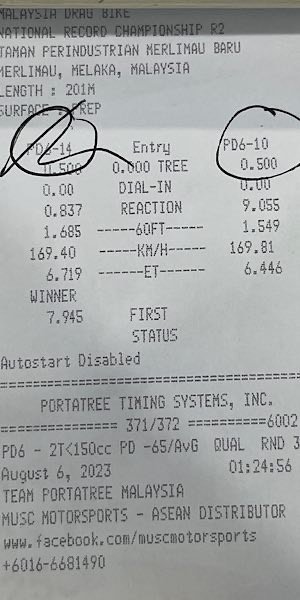 MALAYSIA DRAG BIKE
NATIONAL RECORD CHAMPIONSHIP R2
TAMAN PERINDUSTRIAN MERLIMAU BARU
MERLIMAU, MELAKA, MALAYSIA
LENGTH : 201M
SURFACE : PREP
PD6-14 Entry PD6-10
0.500 0.000 TREE 0.500
0.00 DIAL-IN 0.00
0.837 REACTION 9.055
1.685 -----60FT----- 1.549
169.40 -----KM/H----- 169.81
6.719 ------ET------ 6.446
WINNER
7.945 FIRST
STATUS
Autostart Disabled
PORTATREE TIMING SYSTEMS, INC.
============== 371/372 ==========6002
PD6 - 2T<150cc PD -65/AvG QUAL RND 3
August 6, 2023 01:24:56
TEAM PORTATREE MALAYSIA
MUSC MOTORSPORTS - ASEAN DISTRIBUTOR
www.facebook.com/muscmotorsports
+6016-6681490